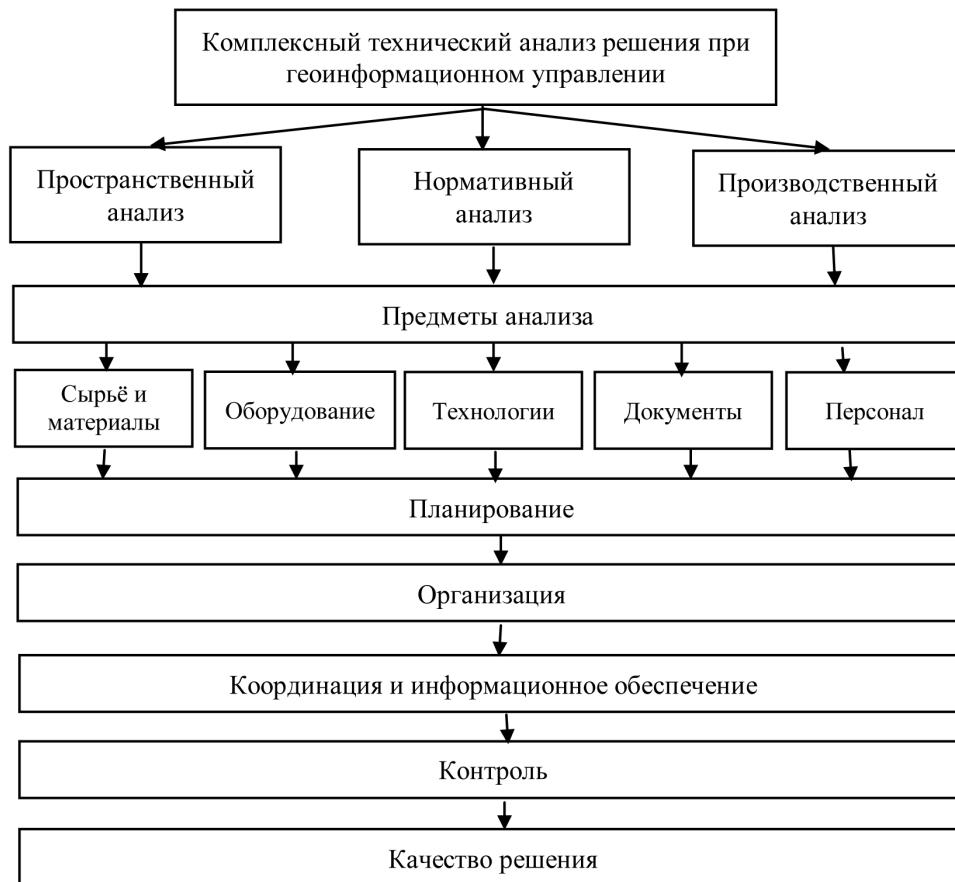 Комплексный технический анализ решения при
геоинформационном управлении
Пространственный
анализ
Нормативный
анализ
Производственный
анализ
Предметы анализа
Сырьё и
материалы
Оборудование
Технологии
Документы
Персонал
Планирование
Организация
Координация и информационное обеспечение
Контроль
Качество решения